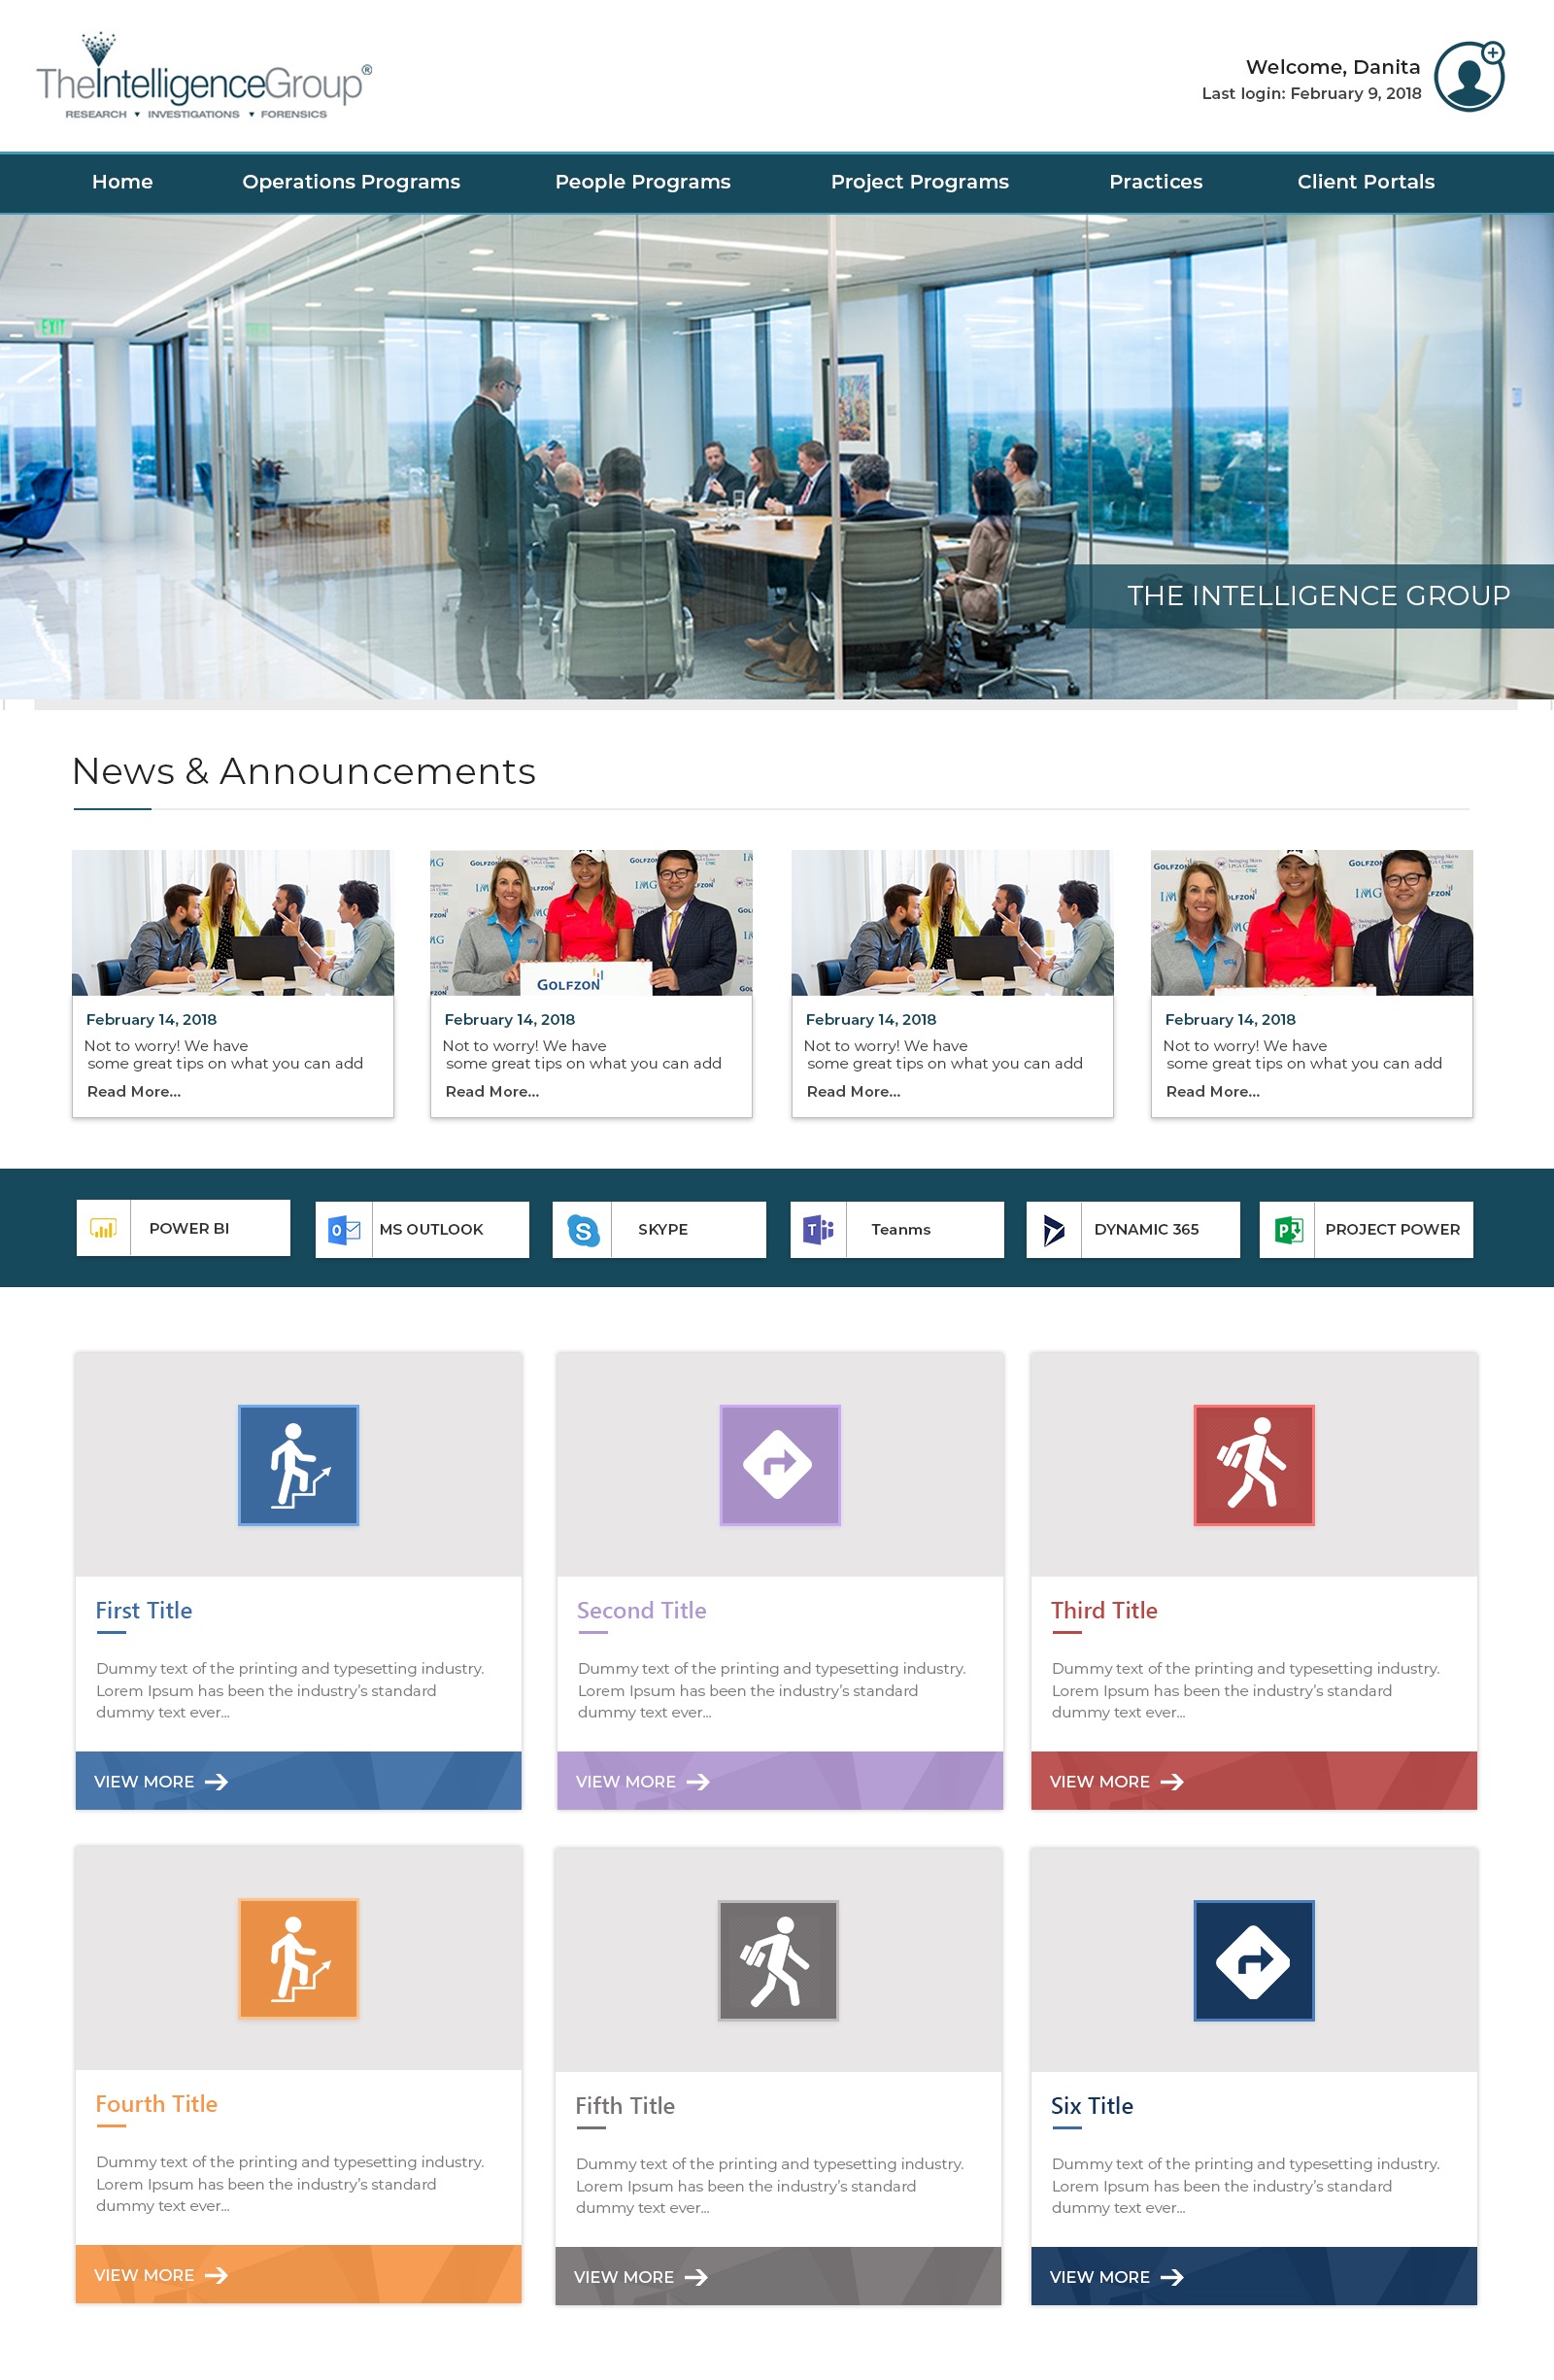 TheIntelligenceGroup®
RESEARCH ▼ INVESTIGATIONS ▼ FORENSICS
Welcome, Danita
Last login: February 9, 2018
Home Operations Programs People Programs Project Programs Practices Client Portals
EXIT
THE INTELLIGENCE GROUP
News & Announcements
GOLFZON
IMG
GOLFZON
February 14, 2018
Not to worry! We have
some great tips on what you can add
Read More...
February 14, 2018
Not to worry! We have
some great tips on what you can add
Read More...
February 14, 2018
Not to worry! We have
some great tips on what you can add
Read More...
February 14, 2018
Not to worry! We have
some great tips on what you can add
Read More...
POWER BI
MS OUTLOOK
SKYPE
Teanms
DYNAMIC 365
PROJECT POWER
First Title
Dummy text of the printing and typesetting industry.
Lorem Ipsum has been the industry's standard
dummy text ever...
VIEW MORE
Second Title
Dummy text of the printing and typesetting industry.
Lorem Ipsum has been the industry's standard
dummy text ever...
VIEW MORE
Third Title
Dummy text of the printing and typesetting industry.
Lorem Ipsum has been the industry's standard
dummy text ever...
VIEW MORE
Fourth Title
Dummy text of the printing and typesetting industry.
Lorem Ipsum has been the industry's standard
dummy text ever...
VIEW MORE
Fifth Title
Dummy text of the printing and typesetting industry.
Lorem Ipsum has been the industry's standard
dummy text ever...
VIEW MORE
Six Title
Dummy text of the printing and typesetting industry.
Lorem Ipsum has been the industry's standard
dummy text ever...
VIEW MORE